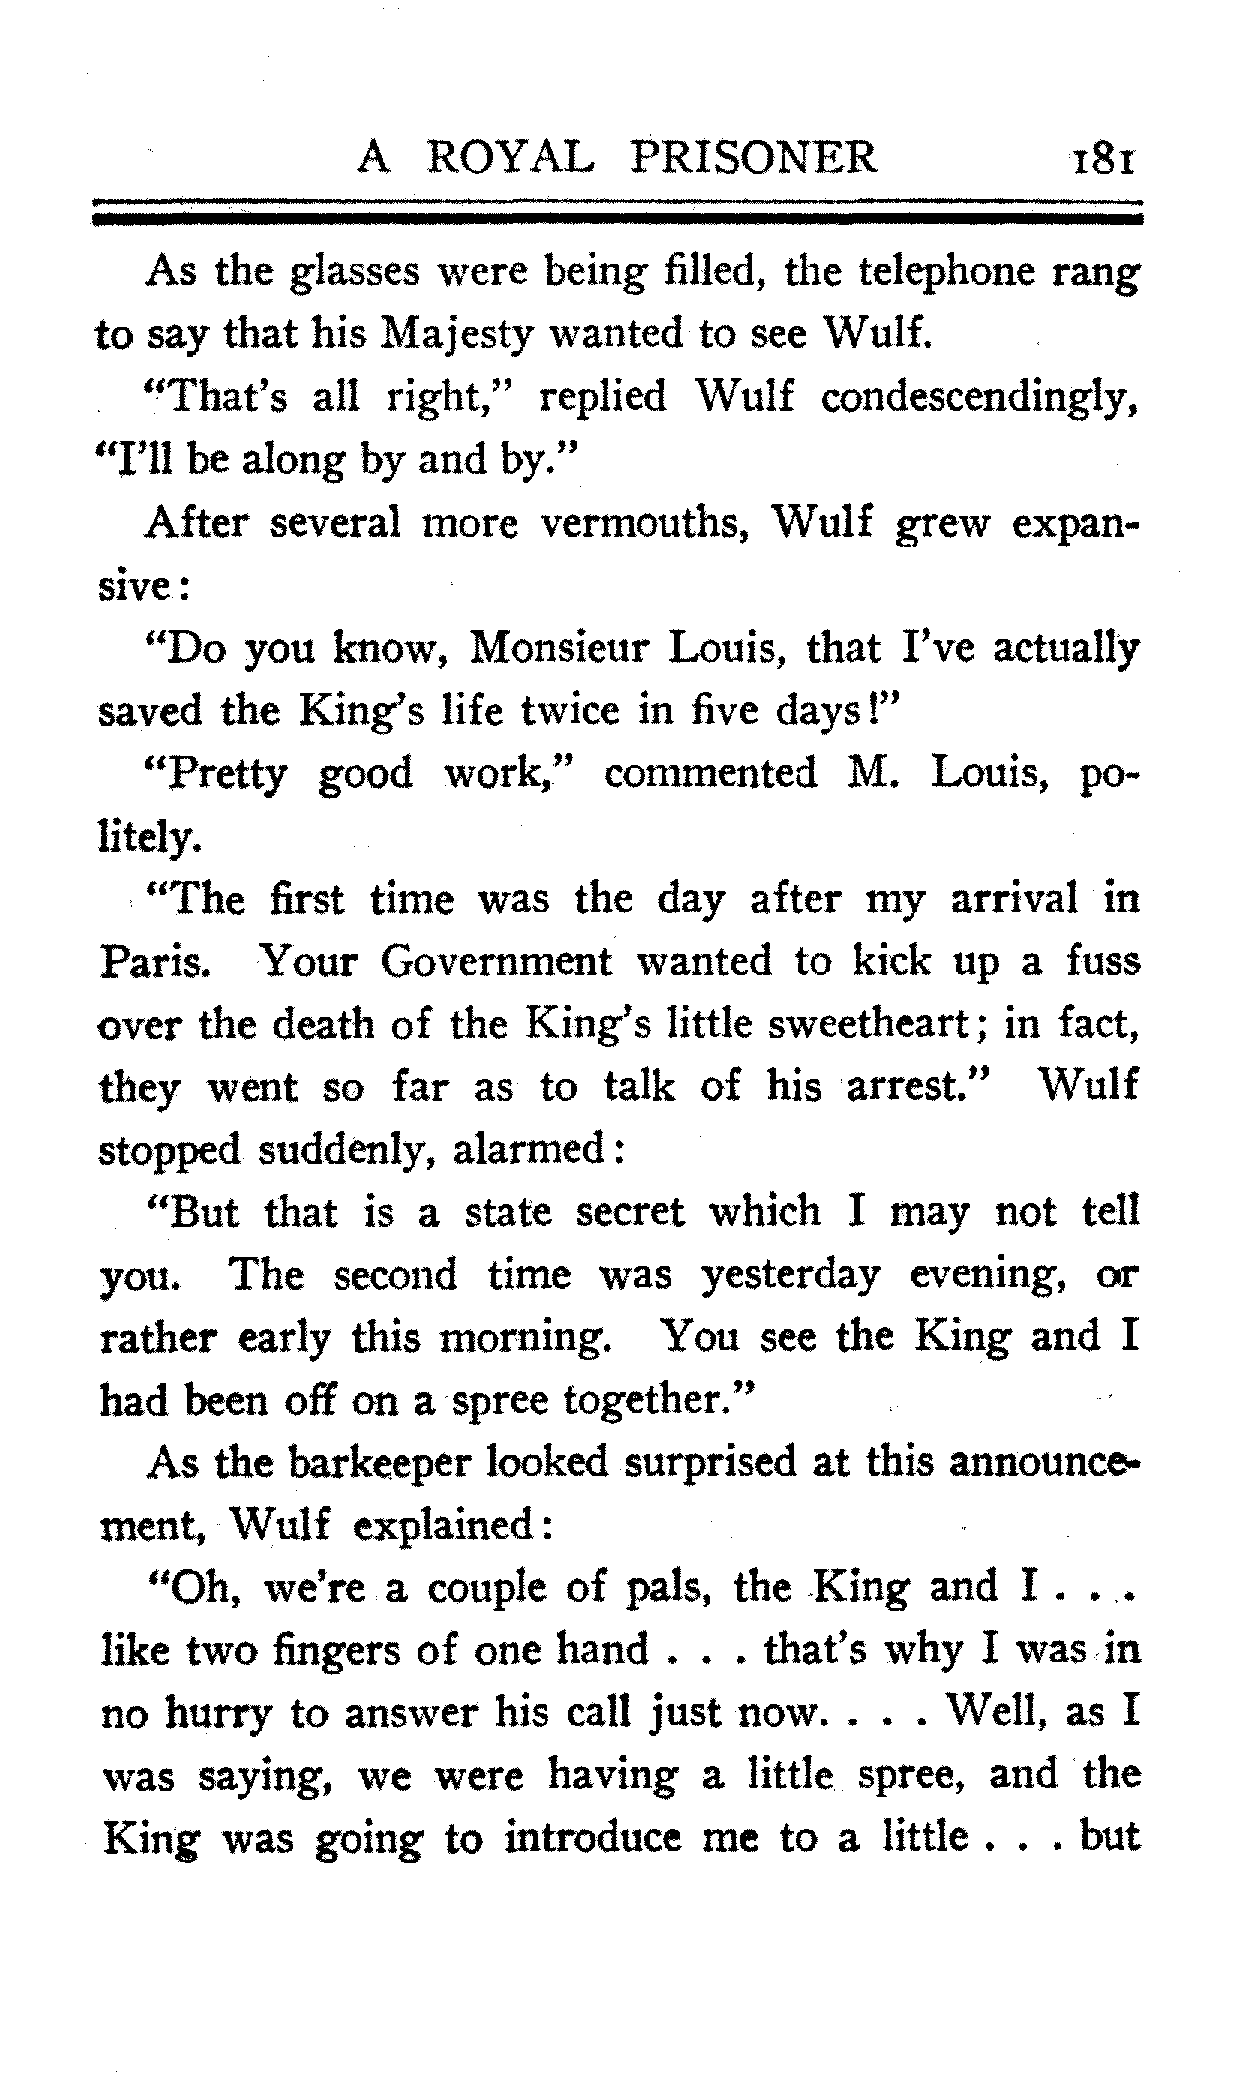 A ROYAL PRISONER 181
As the glasses were being filled, the telephone rang
to say that his Majesty wanted to see Wulf.
“That’s all right,” replied Wulf condescendingly,
“I’ll be along by and by.”
After several more vermouths, Wulf grew expan-
sive:
“Do you know, Monsieur Louis, that I’ve actually
saved the King’s life twice in five days!”
“Pretty good work,” commented M. Louis, po-
litely.
“The first time was the day after my arrival in
Paris. Your Government wanted to kick up a fuss
over the death of the King’s little sweetheart; in fact,
they went so far as to talk of his arrest.” Wulf
stopped suddenly, alarmed:
“But that is a state secret which I may not tell
you. The second time was yesterday evening, or
rather early this morning. You see the King and I
had been off on a spree together.”
As the barkeeper looked surprised at this announce-
ment, Wulf explained:
“Oh, we’re a couple of pals, the King and I . . .
like two fingers of one hand . . . that’s why I was in
no hurry to answer his call just now. . . . Well, as I
was saying, we were having a little spree, and the
King was going to introduce me to a little . . . but